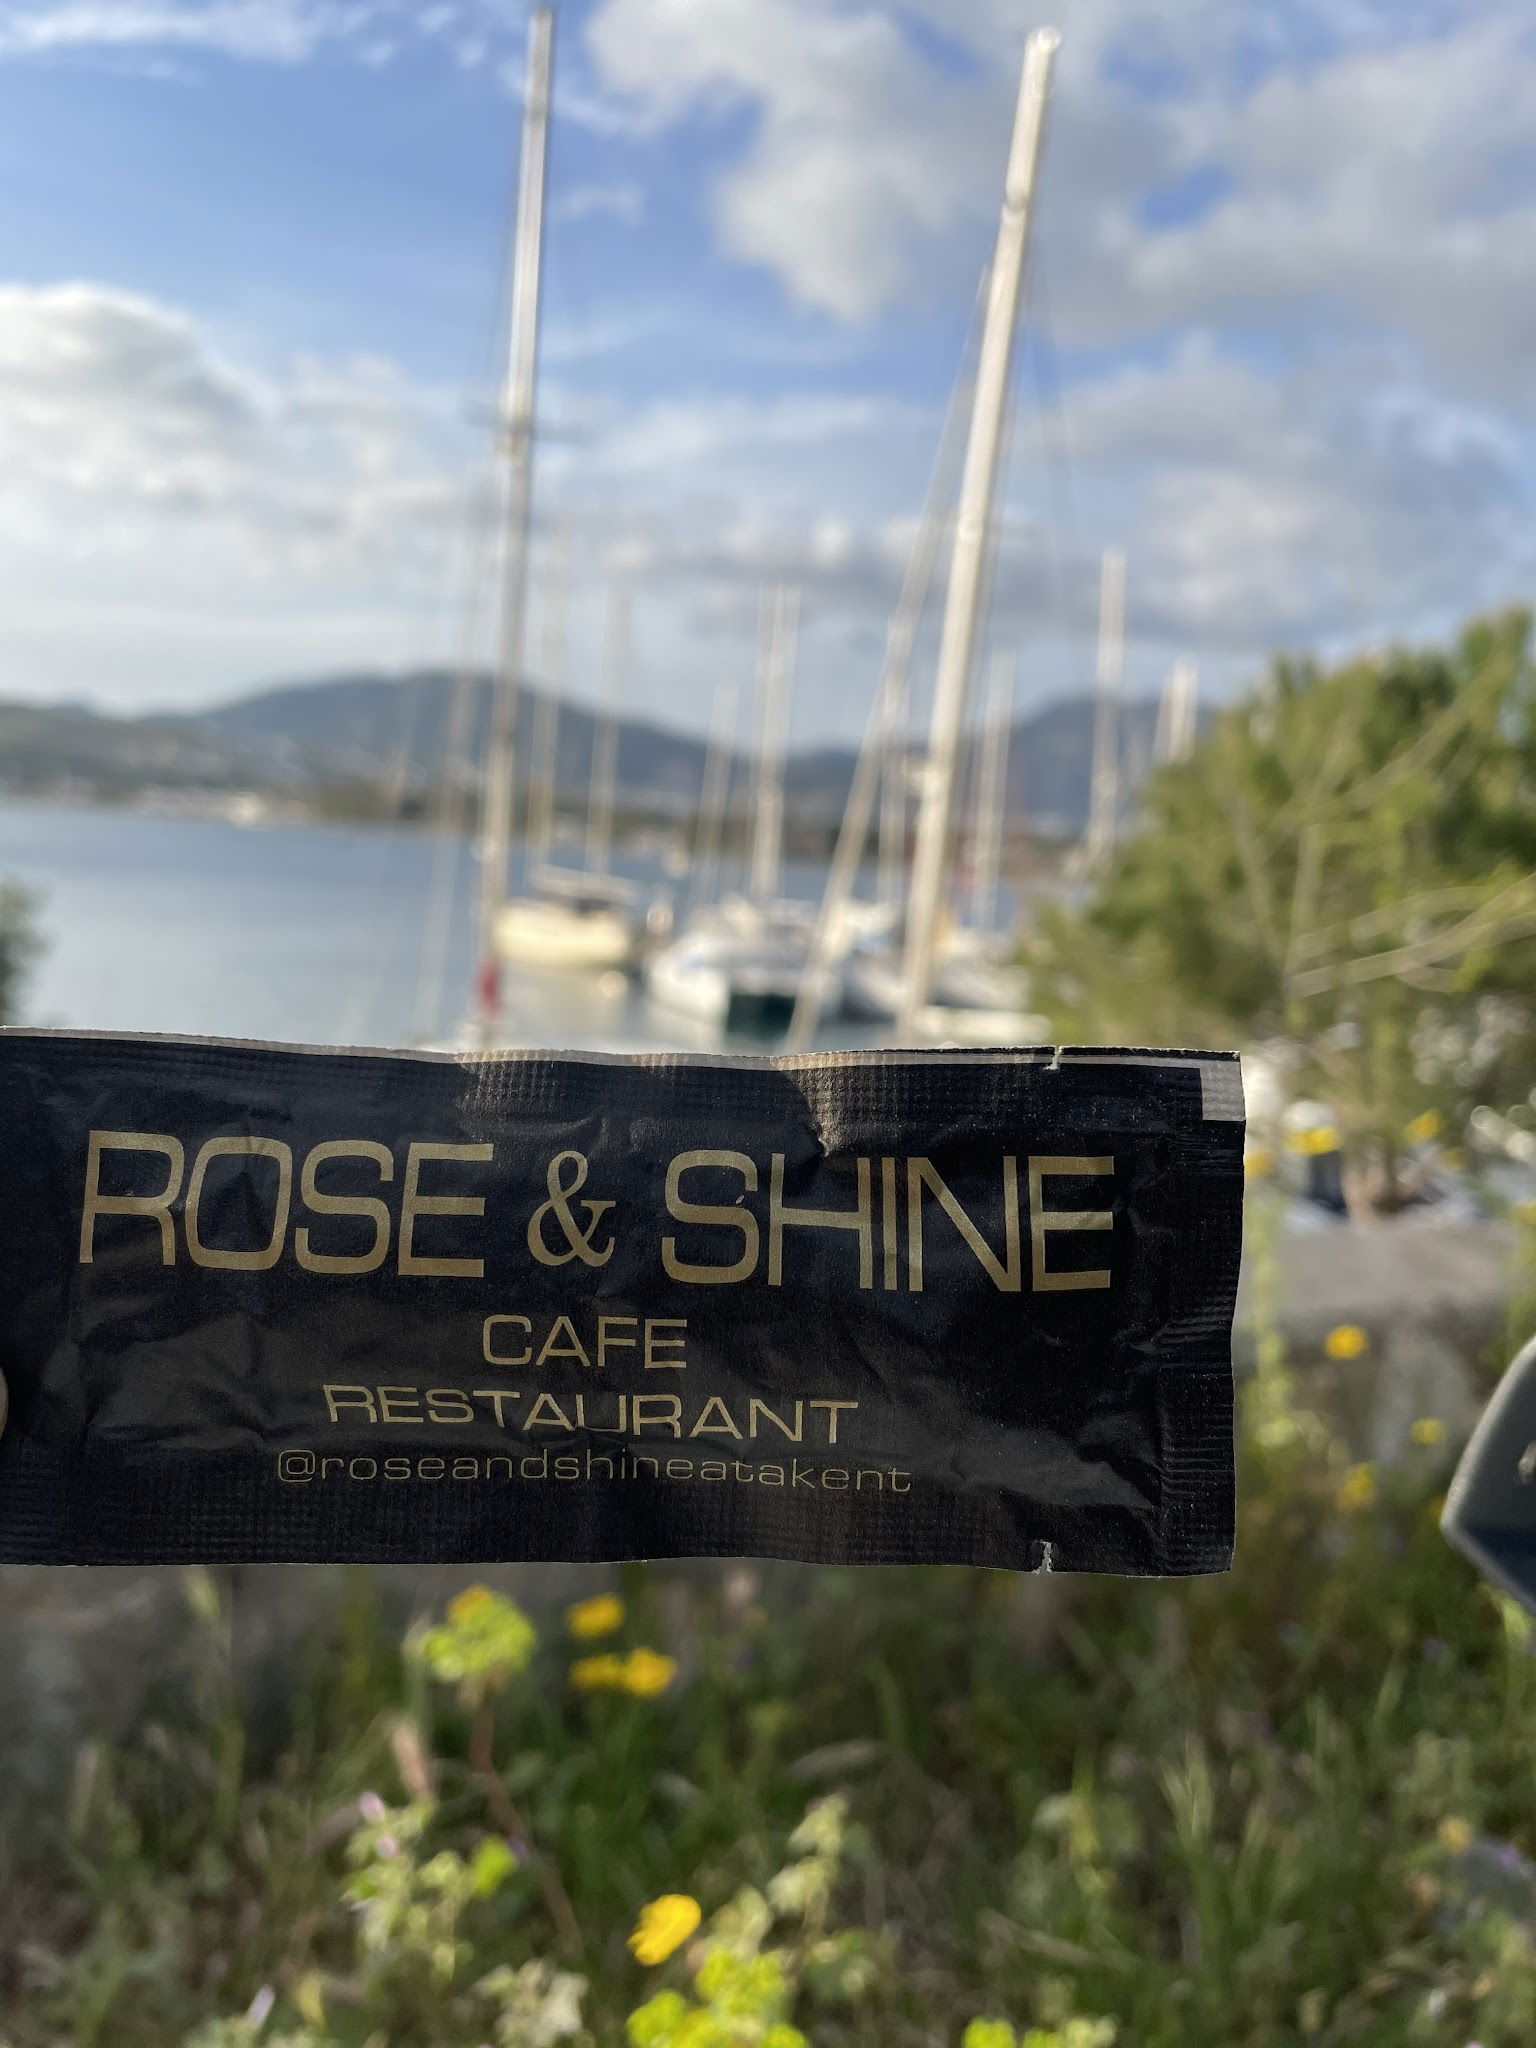 ROSE & SHINE
CAFE
RESTAURANT
@roseandshineatakent